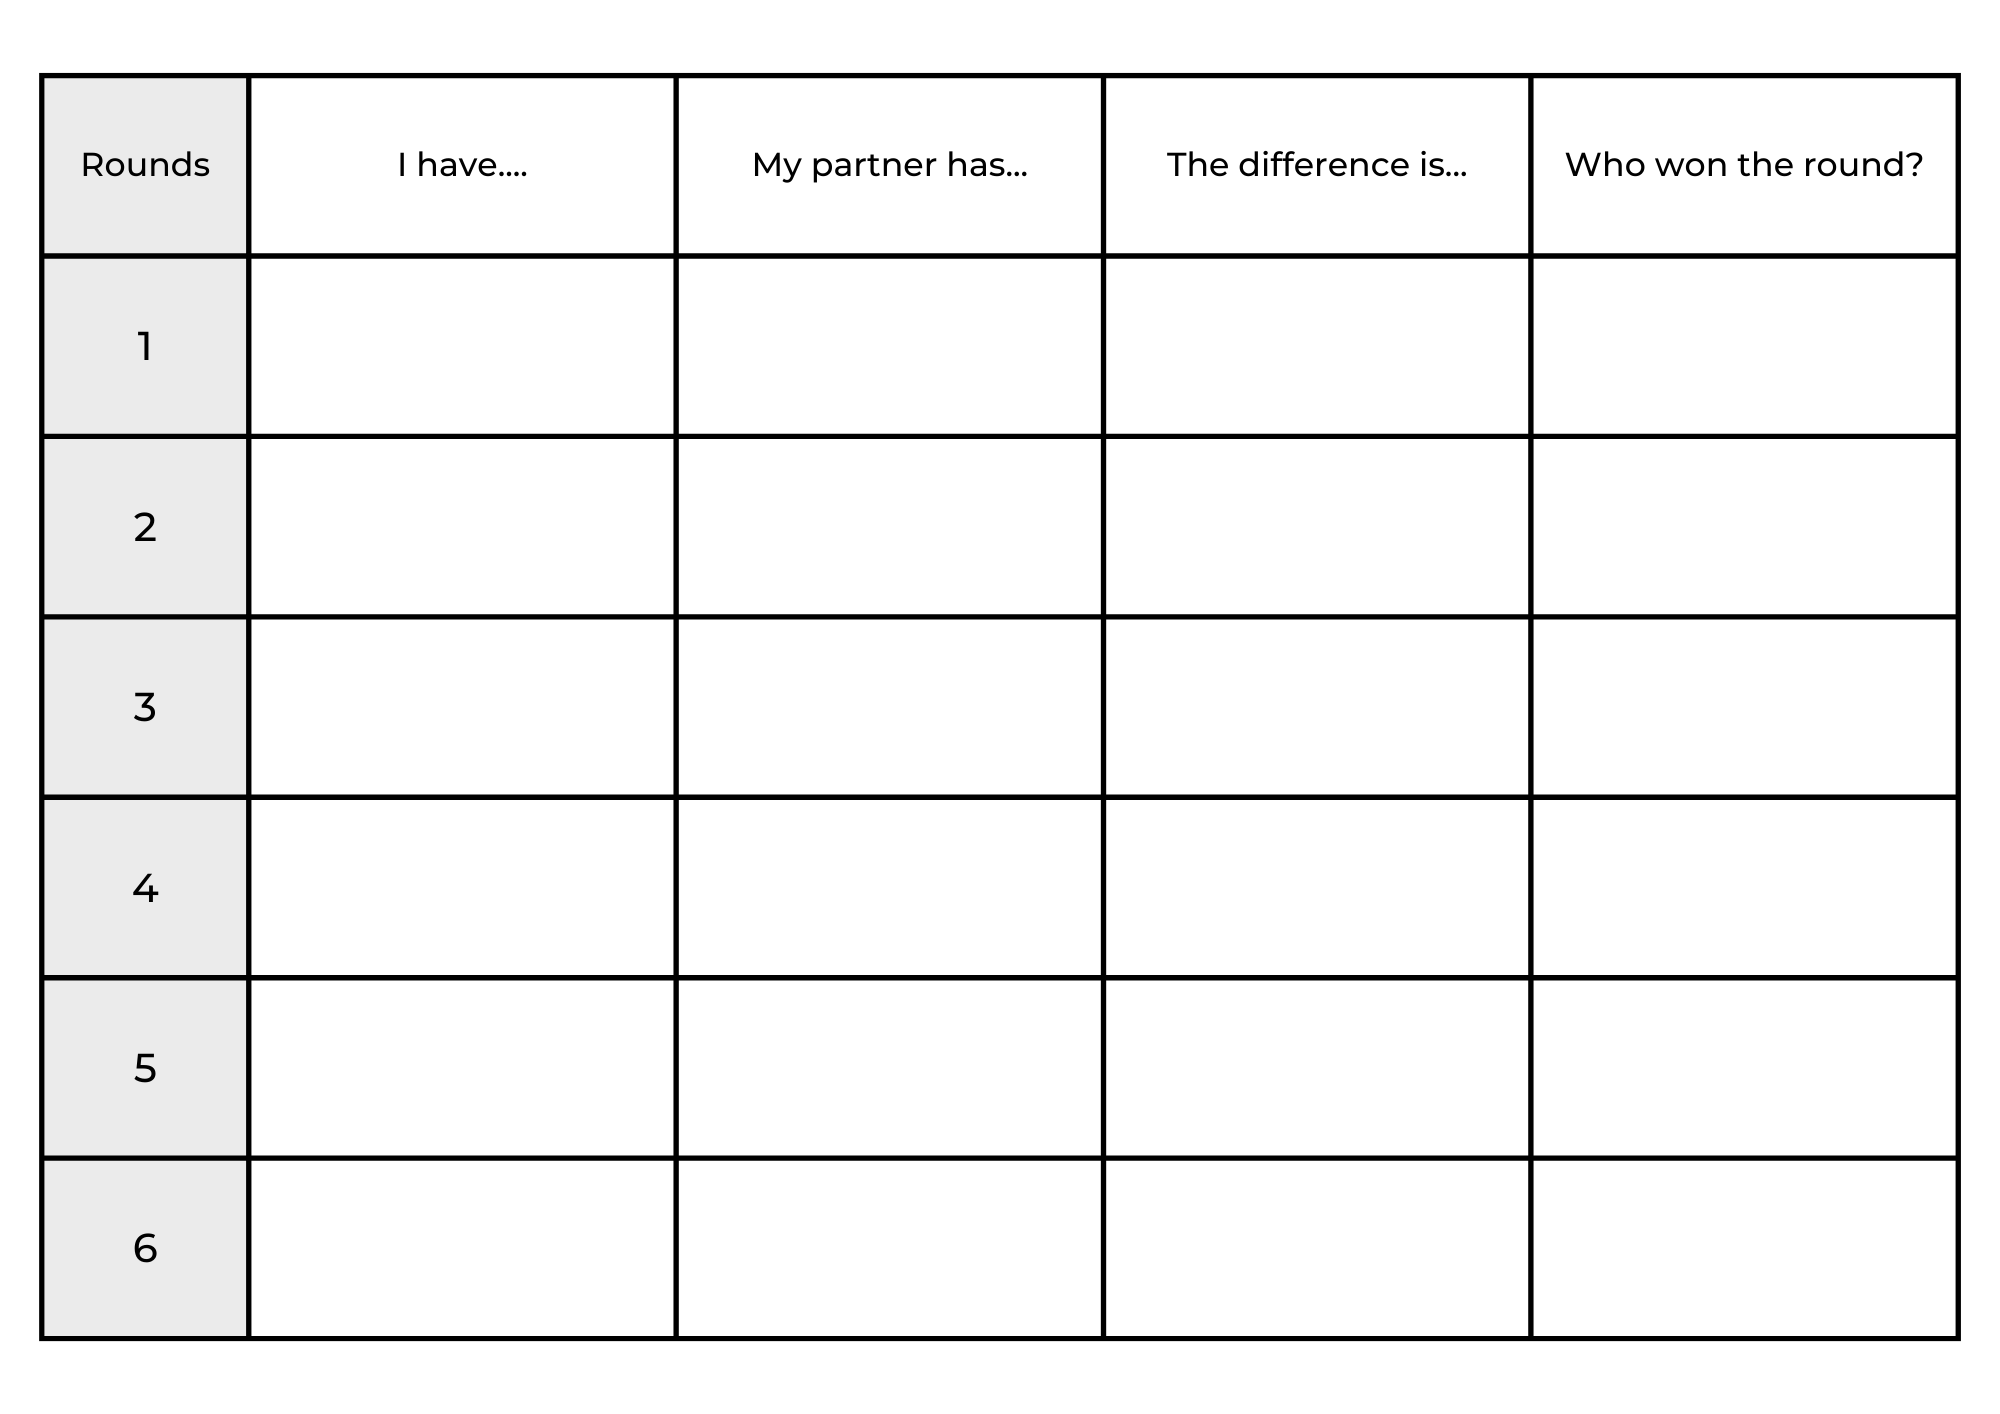 Rounds
I have....
My partner has...
The difference is...
Who won the round?
1
2
3
4
5
6